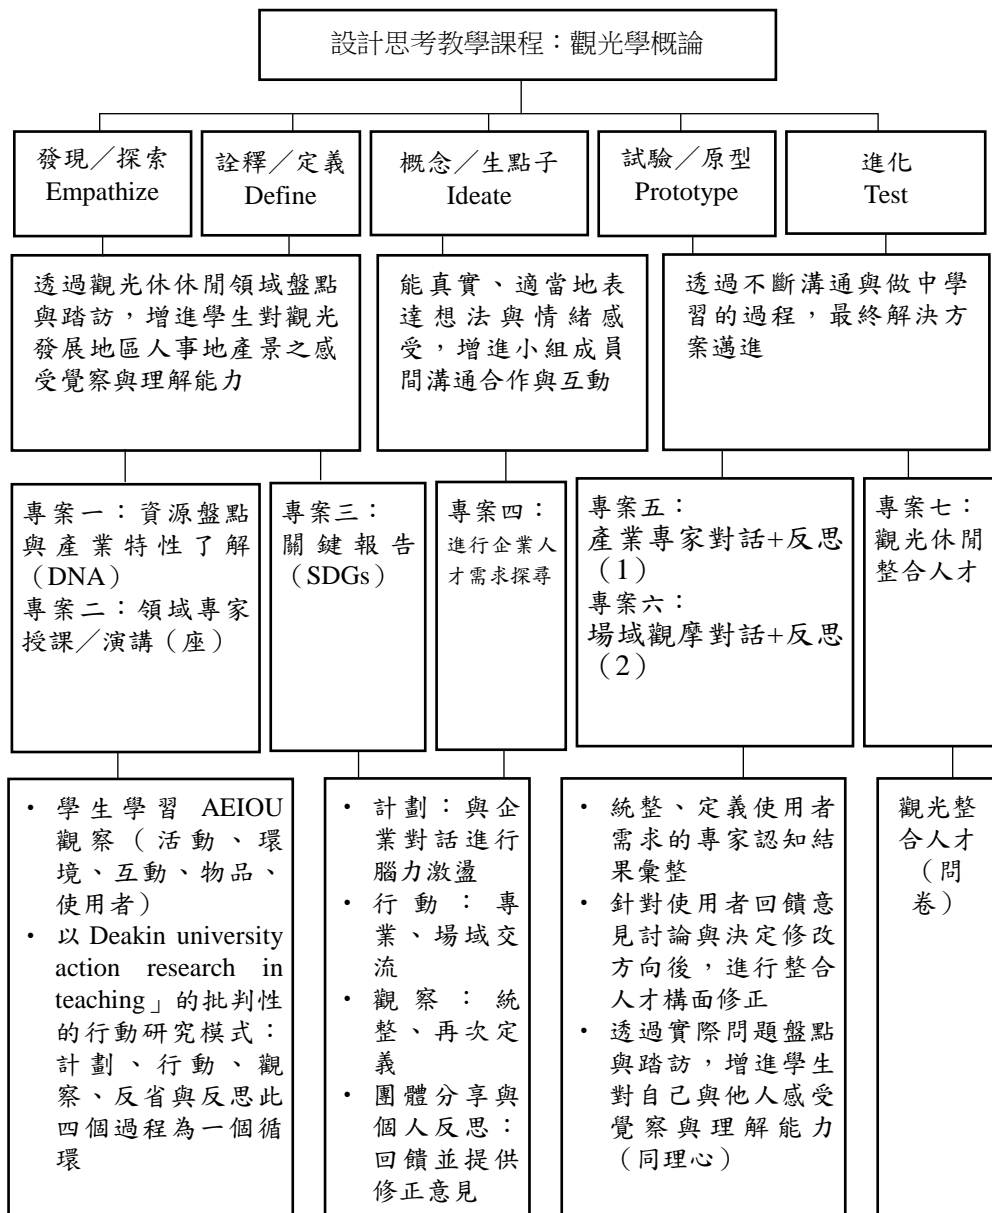 設計思考教學課程：觀光學概論
發現／探索
Empathize
詮釋／定義
Define
概念／生點子
Ideate
試驗／原型
Prototype
進化
Test
透過觀光休休閒領域盤點
與踏訪，增進學生對觀光
發展地區人事地產景之感
受覺察與理解能力
能真實、適當地表
達想法與情緒感
受，增進小組成員
間溝通合作與互動
透過不斷溝通與做中學
習的過程，最終解決方
案邁進
專案一：資源盤點
與產業特性了解
（DNA）
專案二：領域專家
授課／演講（座）
專案三：
關鍵報告
（SDGs）
專案四：
進行企業人
才需求探尋
專案五：
產業專家對話+反思
（1）
專案六：
場域觀摩對話+反思
（2）
專案七：
觀光休閒
整合人才
· 學生學習 AEIOU
觀察（活動、環
境、互動、物品、
使用者）
· 以 Deakin university
action research in
teaching」的批判性
的行動研究模式：
計劃、行動、觀
察、反省與反思此
四個過程為一個循
環
· 計劃：與企
業對話進行
腦力激盪
· 行動：專
業、場域交
流
· 觀察：統
整、再次定
義
· 團體分享與
個人反思：
回饋並提供
修正意見
· 統整、定義使用者
需求的專家認知結
果彙整
· 針對使用者回饋意
見討論與決定修改
方向後，進行整合
人才構面修正
· 透過實際問題盤點
與踏訪，增進學生
對自己與他人感受
覺察與理解能力
（同理心）
觀光整
合人才
（問
卷）